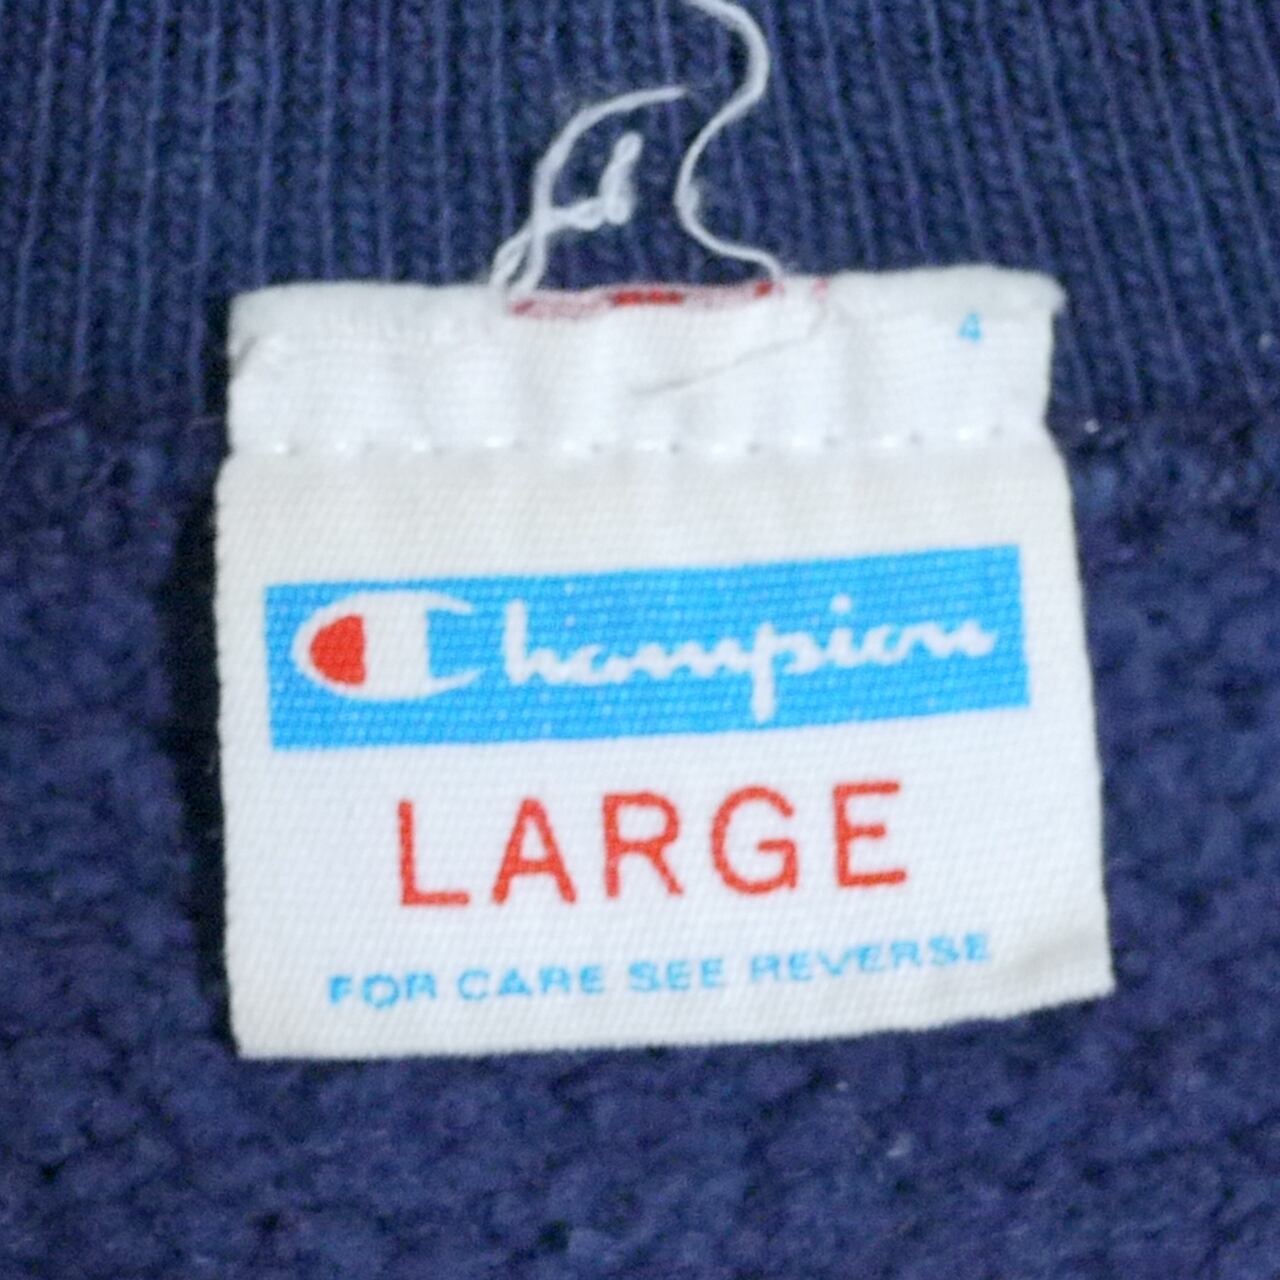 4
Champion
LARGE
FOR CARE SEE REVERSE